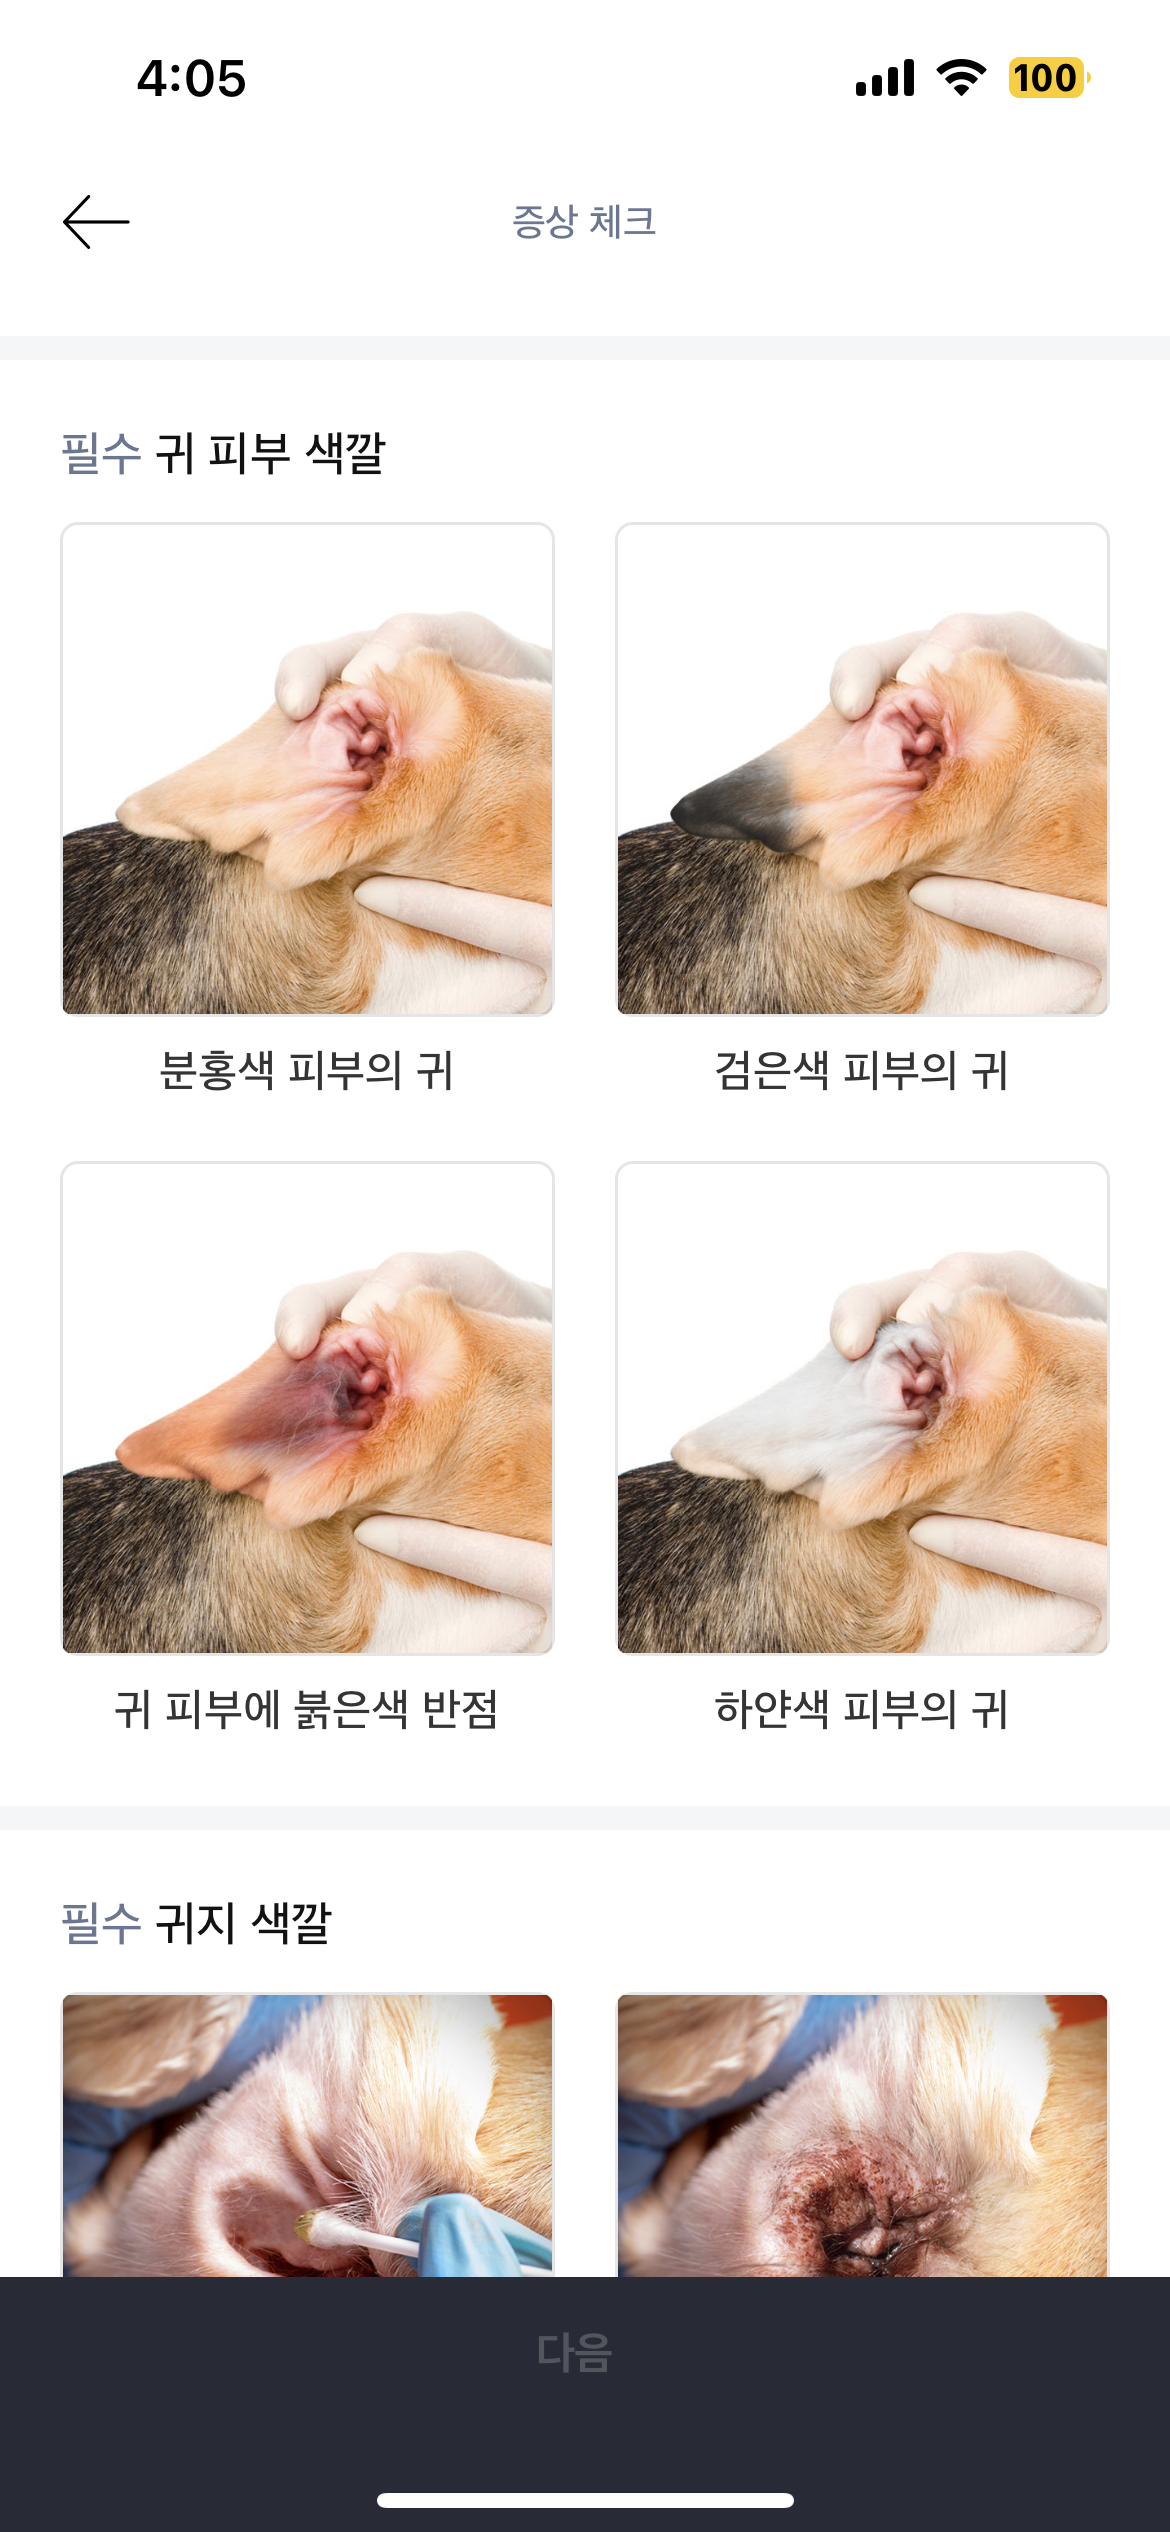 4:05
100
증상 체크
필수 귀 피부 색깔
분홍색 피부의 귀
검은색 피부의 귀
귀 피부에 붉은색 반점
하얀색 피부의 귀
필수 귀지 색깔
다음